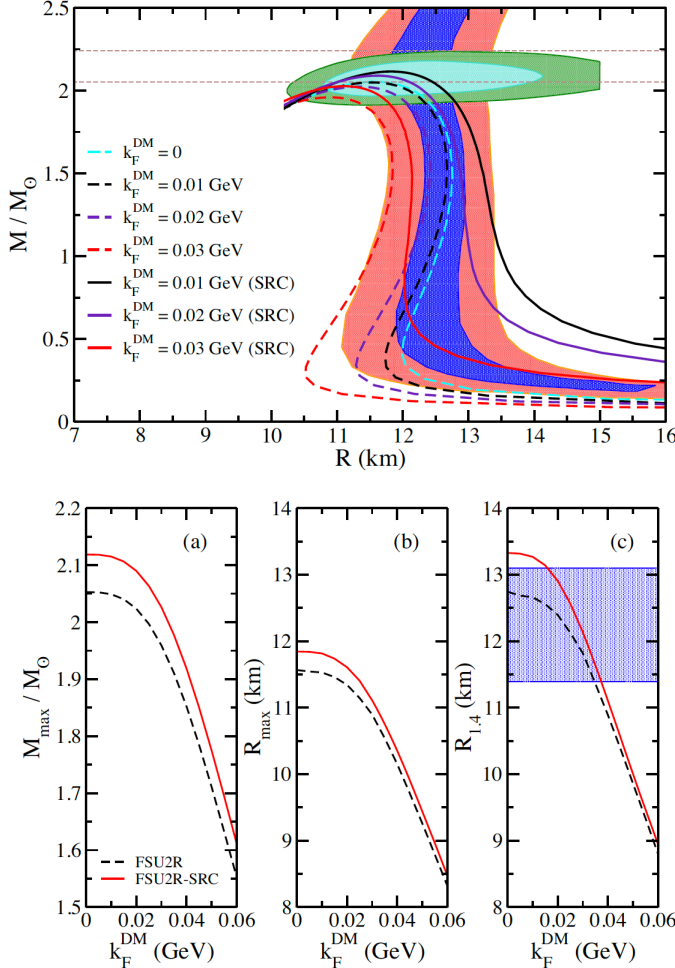 2.5
2
1.5
1
0.5
0
M / M⊙
k_F^DM = 0
k_F^DM = 0.01 GeV
k_F^DM = 0.02 GeV
k_F^DM = 0.03 GeV
k_F^DM = 0.01 GeV (SRC)
k_F^DM = 0.02 GeV (SRC)
k_F^DM = 0.03 GeV (SRC)
7 8 9 10 11 12 13 14 15 16
R (km)
2.2
2.1
2
1.9
1.8
1.7
1.6
1.5
M_max / M⊙
(a)
FSU2R
FSU2R-SRC
0 0.02 0.04 0.06
k_F^DM (GeV)
14
13
12
11
10
9
8
R_max (km)
(b)
0 0.02 0.04 0.06
k_F^DM (GeV)
14
13
12
11
10
9
8
R_1.4 (km)
(c)
0 0.02 0.04 0.06
k_F^DM (GeV)